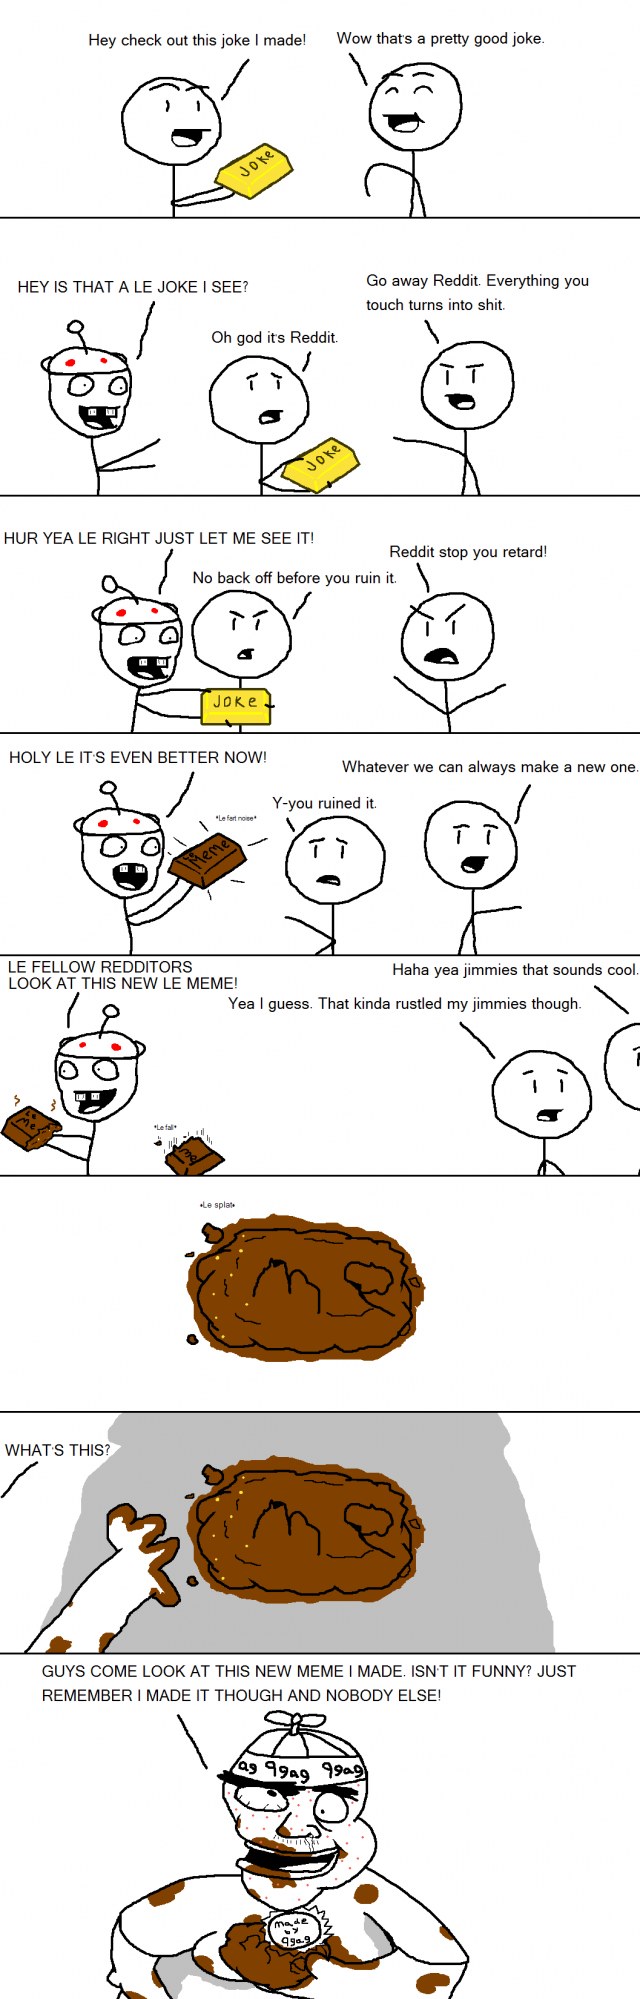 Hey check out this joke I made!
Wow that's a pretty good joke.
JOKE
HEY IS THAT A LE JOKE I SEE?
Go away Reddit. Everything you
touch turns into shit.
Oh god it's Reddit.
JOKe
HUR YEA LE RIGHT JUST LET ME SEE IT!
Reddit stop you retard!
No back off before you ruin it.
JOKe
HOLY LE IT'S EVEN BETTER NOW!
Whatever we can always make a new one.
*Le fart noise*
Y-you ruined it.
Le
Meme
LE FELLOW REDDITORS
LOOK AT THIS NEW LE MEME!
Haha yea jimmies that sounds cool.
Yea I guess. That kinda rustled my jimmies though.
*Le fall*
*Le splat*
WHAT'S THIS?
GUYS COME LOOK AT THIS NEW MEME I MADE. ISN'T IT FUNNY? JUST
REMEMBER I MADE IT THOUGH AND NOBODY ELSE!
ag 9gag 9gag
made
by
9gag